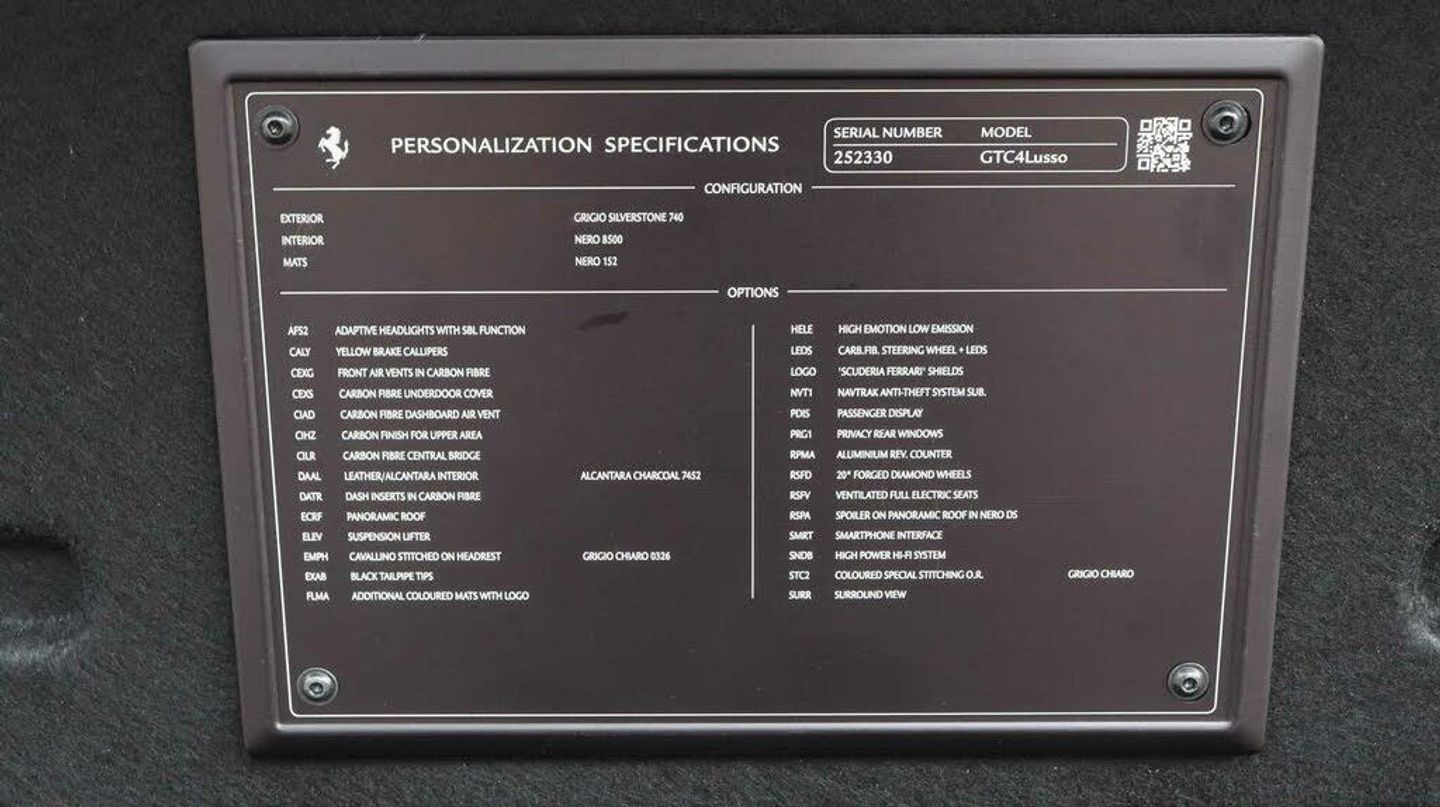 PERSONALIZATION SPECIFICATIONS
SERIAL NUMBER MODEL
252330 GTC4Lusso
CONFIGURATION
EXTERIOR GRIGIO SILVERSTONE 740
INTERIOR NERO 8500
MATS NERO 152
OPTIONS
AFS2 ADAPTIVE HEADLIGHTS WITH SBL FUNCTION
CALY YELLOW BRAKE CALLIPERS
CEXG FRONT AIR VENTS IN CARBON FIBRE
CEXS CARBON FIBRE UNDERDOOR COVER
CIAD CARBON FIBRE DASHBOARD AIR VENT
CIHZ CARBON FINISH FOR UPPER AREA
CILR CARBON FIBRE CENTRAL BRIDGE
DAAL LEATHER/ALCANTARA INTERIOR ALCANTARA CHARCOAL 7452
DATR DASH INSERTS IN CARBON FIBRE
ECRF PANORAMIC ROOF
ELEV SUSPENSION LIFTER
EMPH CAVALLINO STITCHED ON HEADREST GRIGIO CHIARO 0326
EXAB BLACK TAILPIPE TIPS
FLMA ADDITIONAL COLOURED MATS WITH LOGO
HELE HIGH EMOTION LOW EMISSION
LEDS CARB.FIB. STEERING WHEEL + LEDS
LOGO "SCUDERIA FERRARI" SHIELDS
NVT1 NAVTRAK ANTI-THEFT SYSTEM SUB.
PDIS PASSENGER DISPLAY
PRG1 PRIVACY REAR WINDOWS
RPMA ALUMINIUM REV. COUNTER
RSFD 20" FORGED DIAMOND WHEELS
RSFV VENTILATED FULL ELECTRIC SEATS
RSPA SPOILER ON PANORAMIC ROOF IN NERO DS
SMRT SMARTPHONE INTERFACE
SNDB HIGH POWER HI-FI SYSTEM
STC2 COLOURED SPECIAL STITCHING O.R. GRIGIO CHIARO
SURR SURROUND VIEW